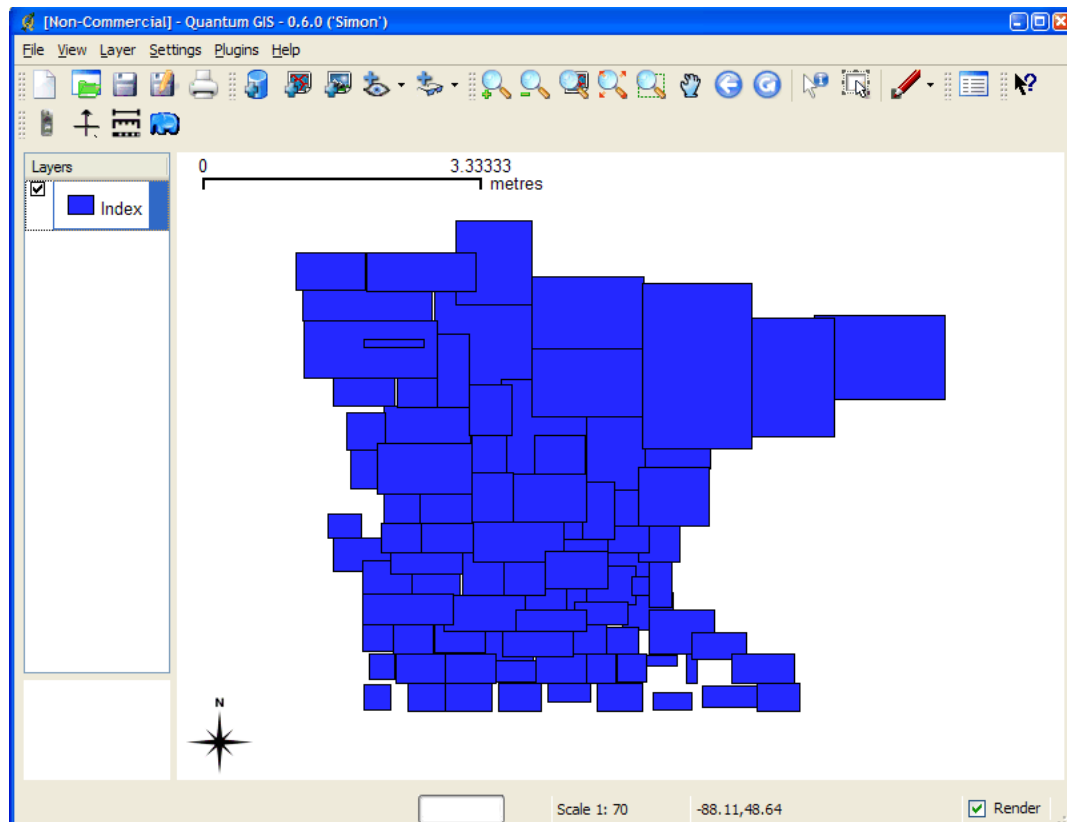 [Non-Commercial] - Quantum GIS - 0.6.0 ('Simon')
File View Layer Settings Plugins Help
Layers
Index
0 3.33333
metres
N
Scale 1: 70 -88.11,48.64 Render